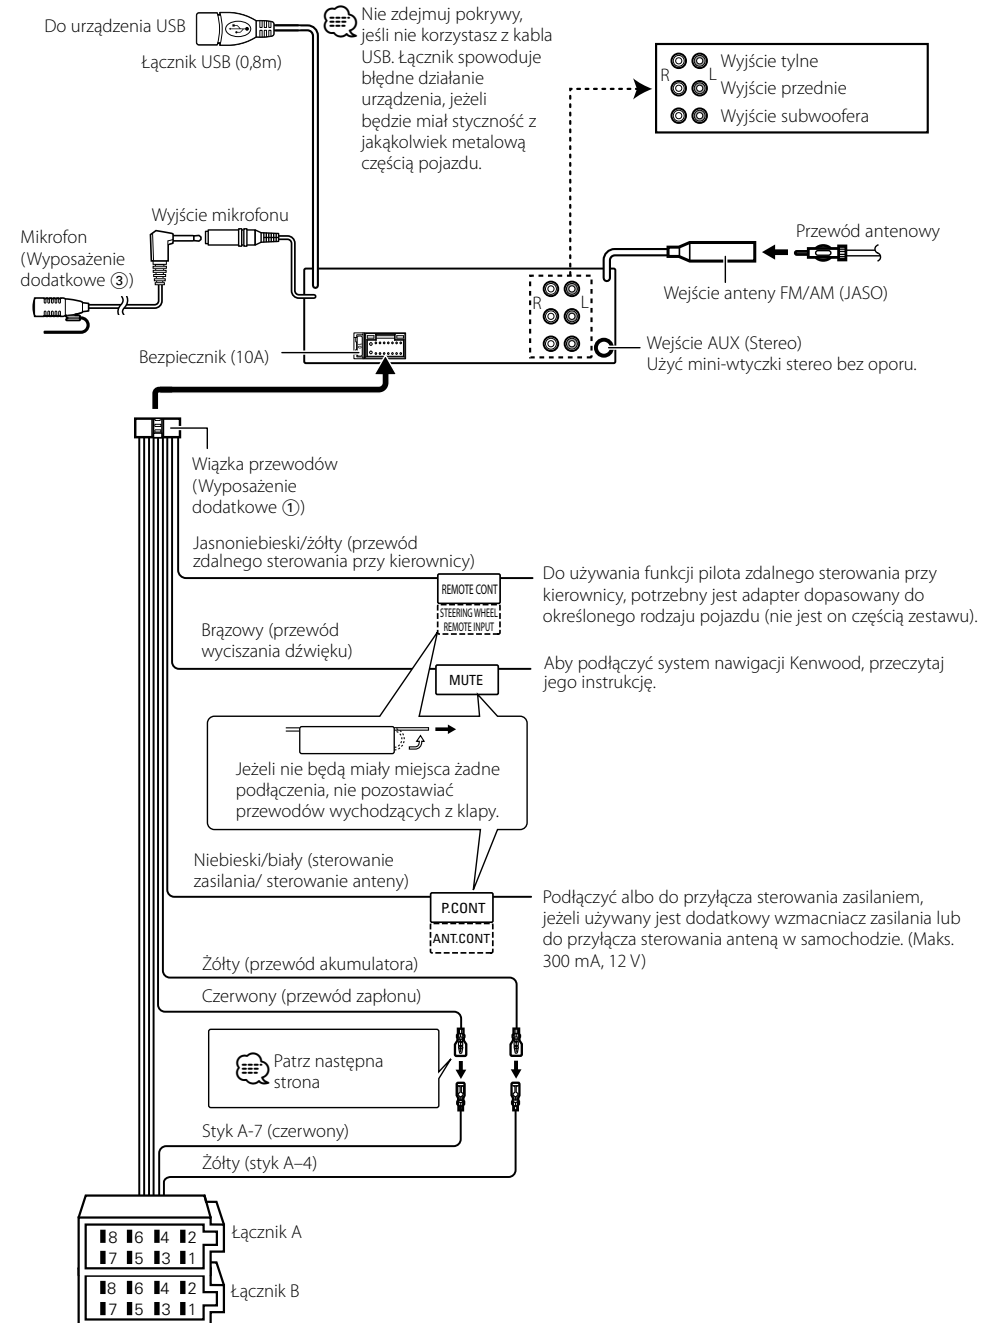 Do urządzenia USB
Łącznik USB (0,8m)
Nie zdejmuj pokrywy,
jeśli nie korzystasz z kabla
USB. Łącznik spowoduje
błędne działanie
urządzenia, jeżeli
będzie miał styczność z
jakąkolwiek metalową
częścią pojazdu.
R
L
Wyjście tylne
Wyjście przednie
Wyjście subwoofera
Wyjście mikrofonu
Mikrofon
(Wyposażenie
dodatkowe ③)
Przewód antenowy
Wejście anteny FM/AM (JASO)
R
L
Wejście AUX (Stereo)
Użyć mini-wtyczki stereo bez oporu.
Bezpiecznik (10A)
Wiązka przewodów
(Wyposażenie
dodatkowe ①)
Jasnoniebieski/żółty (przewód
zdalnego sterowania przy kierownicy)
REMOTE CONT
STEERING WHEEL
REMOTE INPUT
Do używania funkcji pilota zdalnego sterowania przy
kierownicy, potrzebny jest adapter dopasowany do
określonego rodzaju pojazdu (nie jest on częścią zestawu).
Brązowy (przewód
wyciszania dźwięku)
MUTE
Aby podłączyć system nawigacji Kenwood, przeczytaj
jego instrukcję.
Jeżeli nie będą miały miejsca żadne
podłączenia, nie pozostawiać
przewodów wychodzących z klapy.
Niebieski/biały (sterowanie
zasilania/ sterowanie anteny)
P.CONT
ANT.CONT
Podłączyć albo do przyłącza sterowania zasilaniem,
jeżeli używany jest dodatkowy wzmacniacz zasilania lub
do przyłącza sterowania anteną w samochodzie. (Maks.
300 mA, 12 V)
Żółty (przewód akumulatora)
Czerwony (przewód zapłonu)
Patrz następna
strona
Styk A-7 (czerwony)
Żółty (styk A–4)
8 6 4 2
7 5 3 1
Łącznik A
8 6 4 2
7 5 3 1
Łącznik B